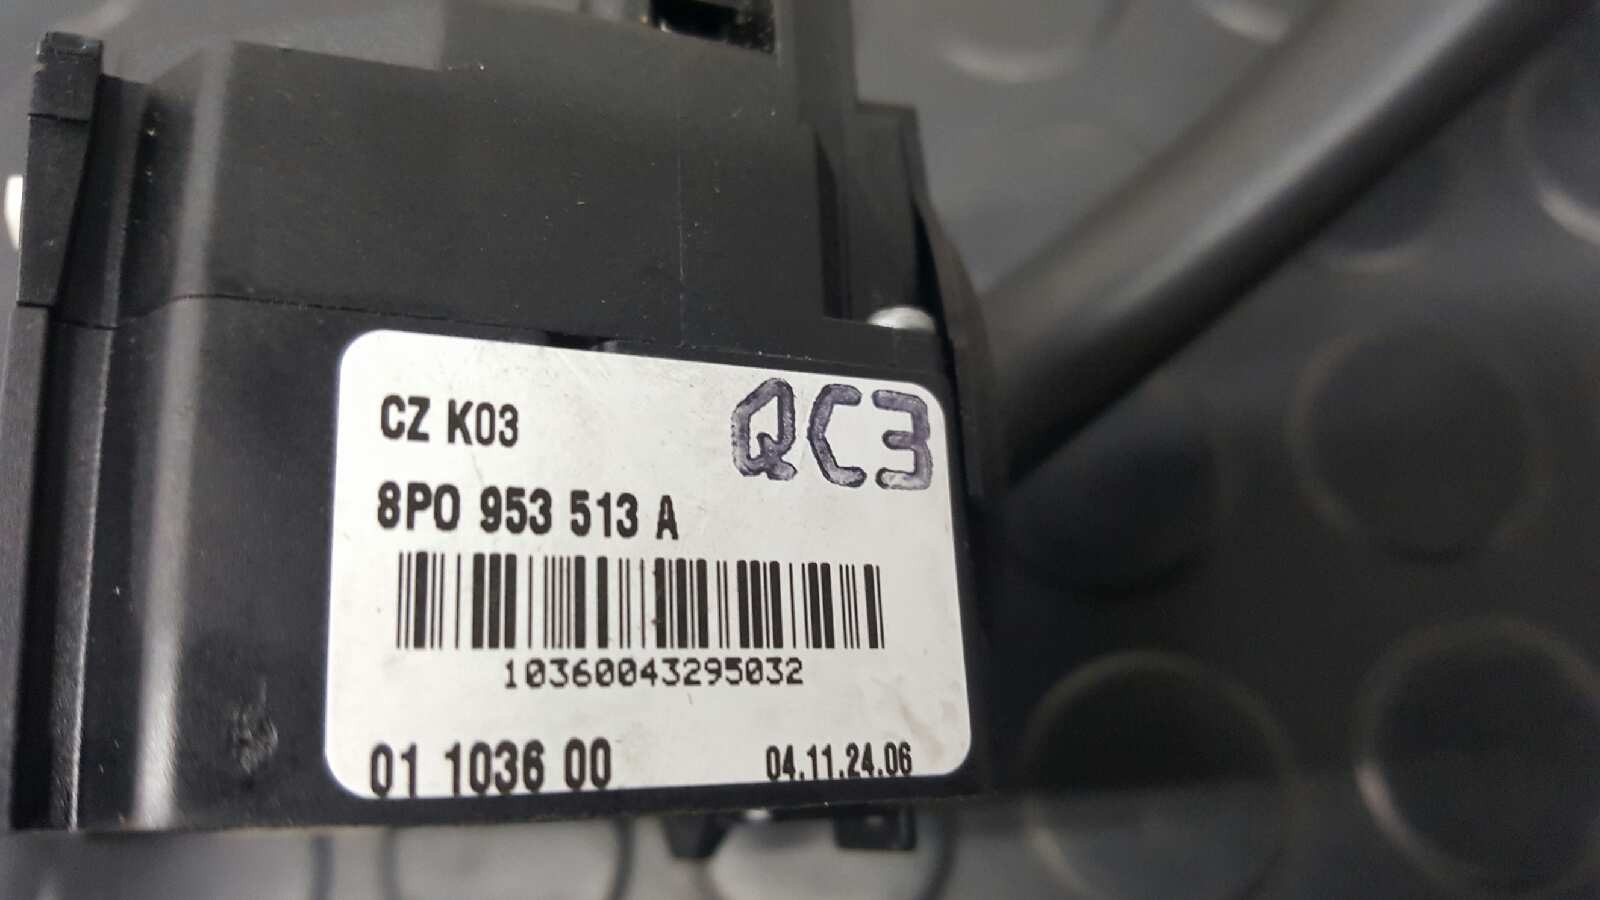 CZ K03
QC3
8P0 953 513 A
10360043295032
01 1036 00
04.11.24.06